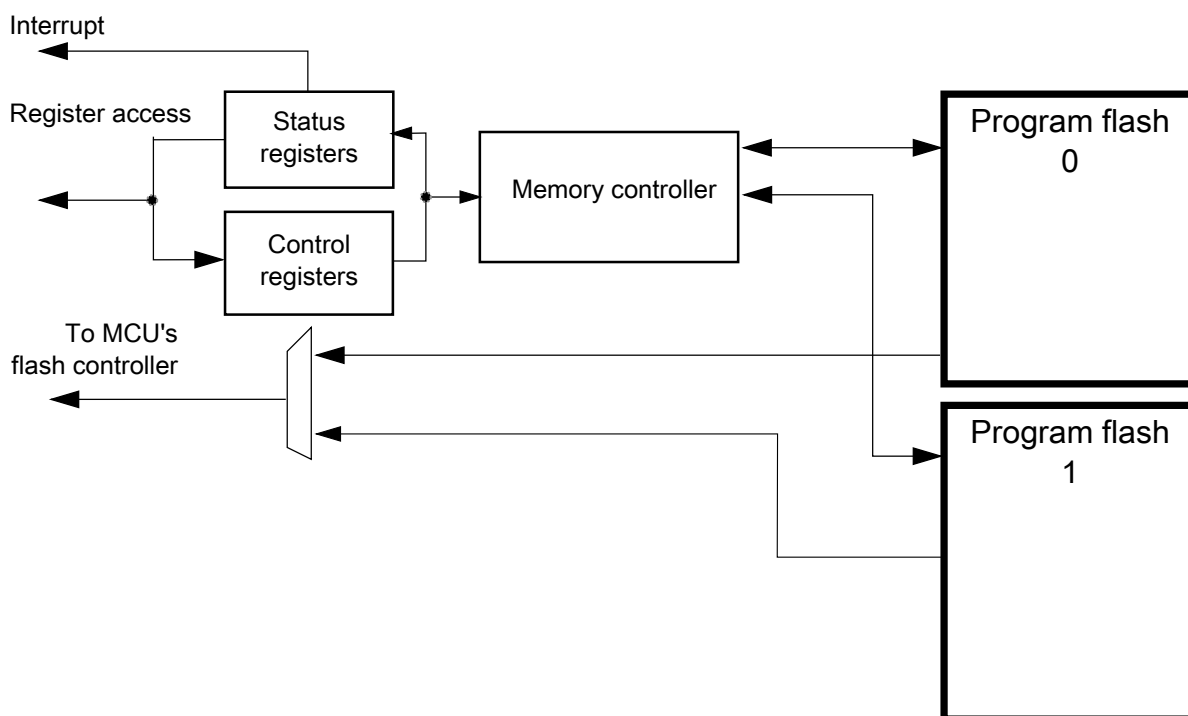 Interrupt
Register access
Status
registers
Control
registers
Memory controller
Program flash
0
To MCU's
flash controller
Program flash
1